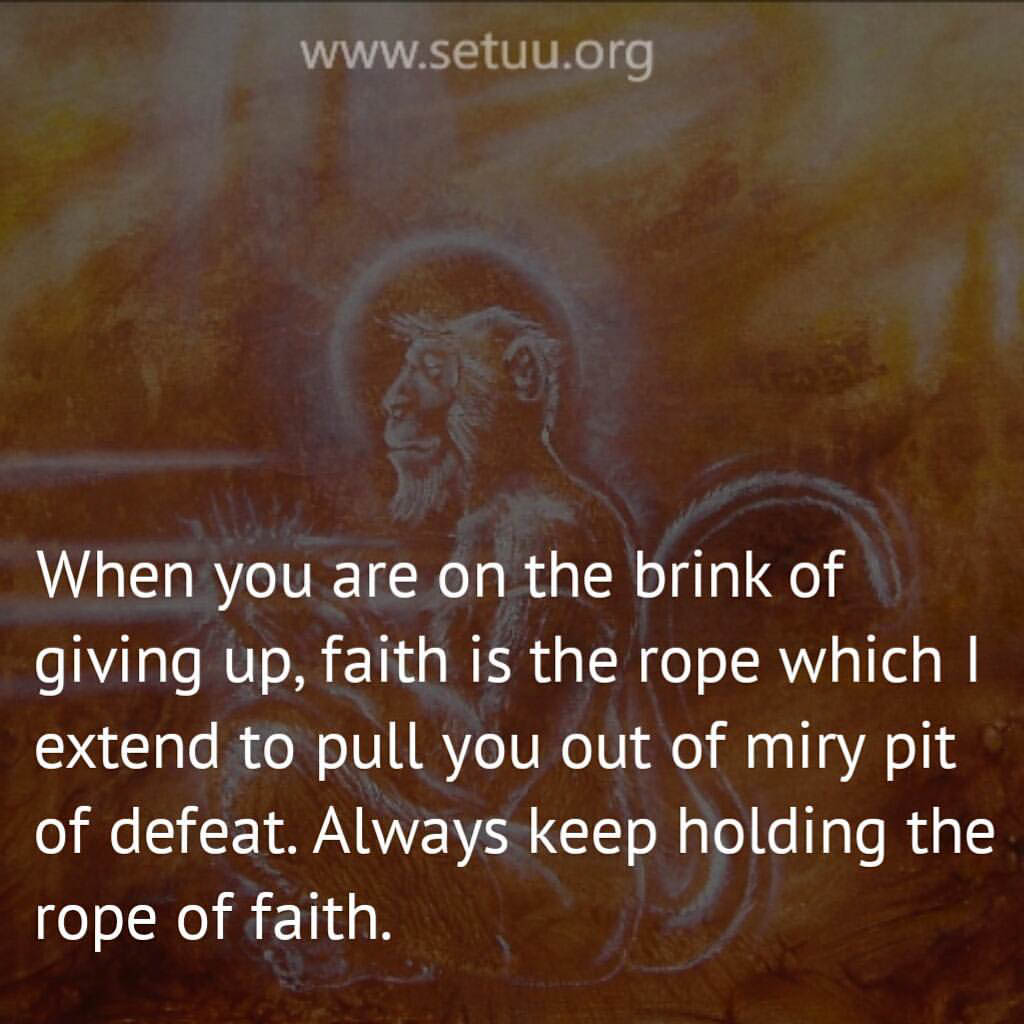 www.setuu.org
When you are on the brink of
giving up, faith is the rope which I
extend to pull you out of miry pit
of defeat. Always keep holding the
rope of faith.